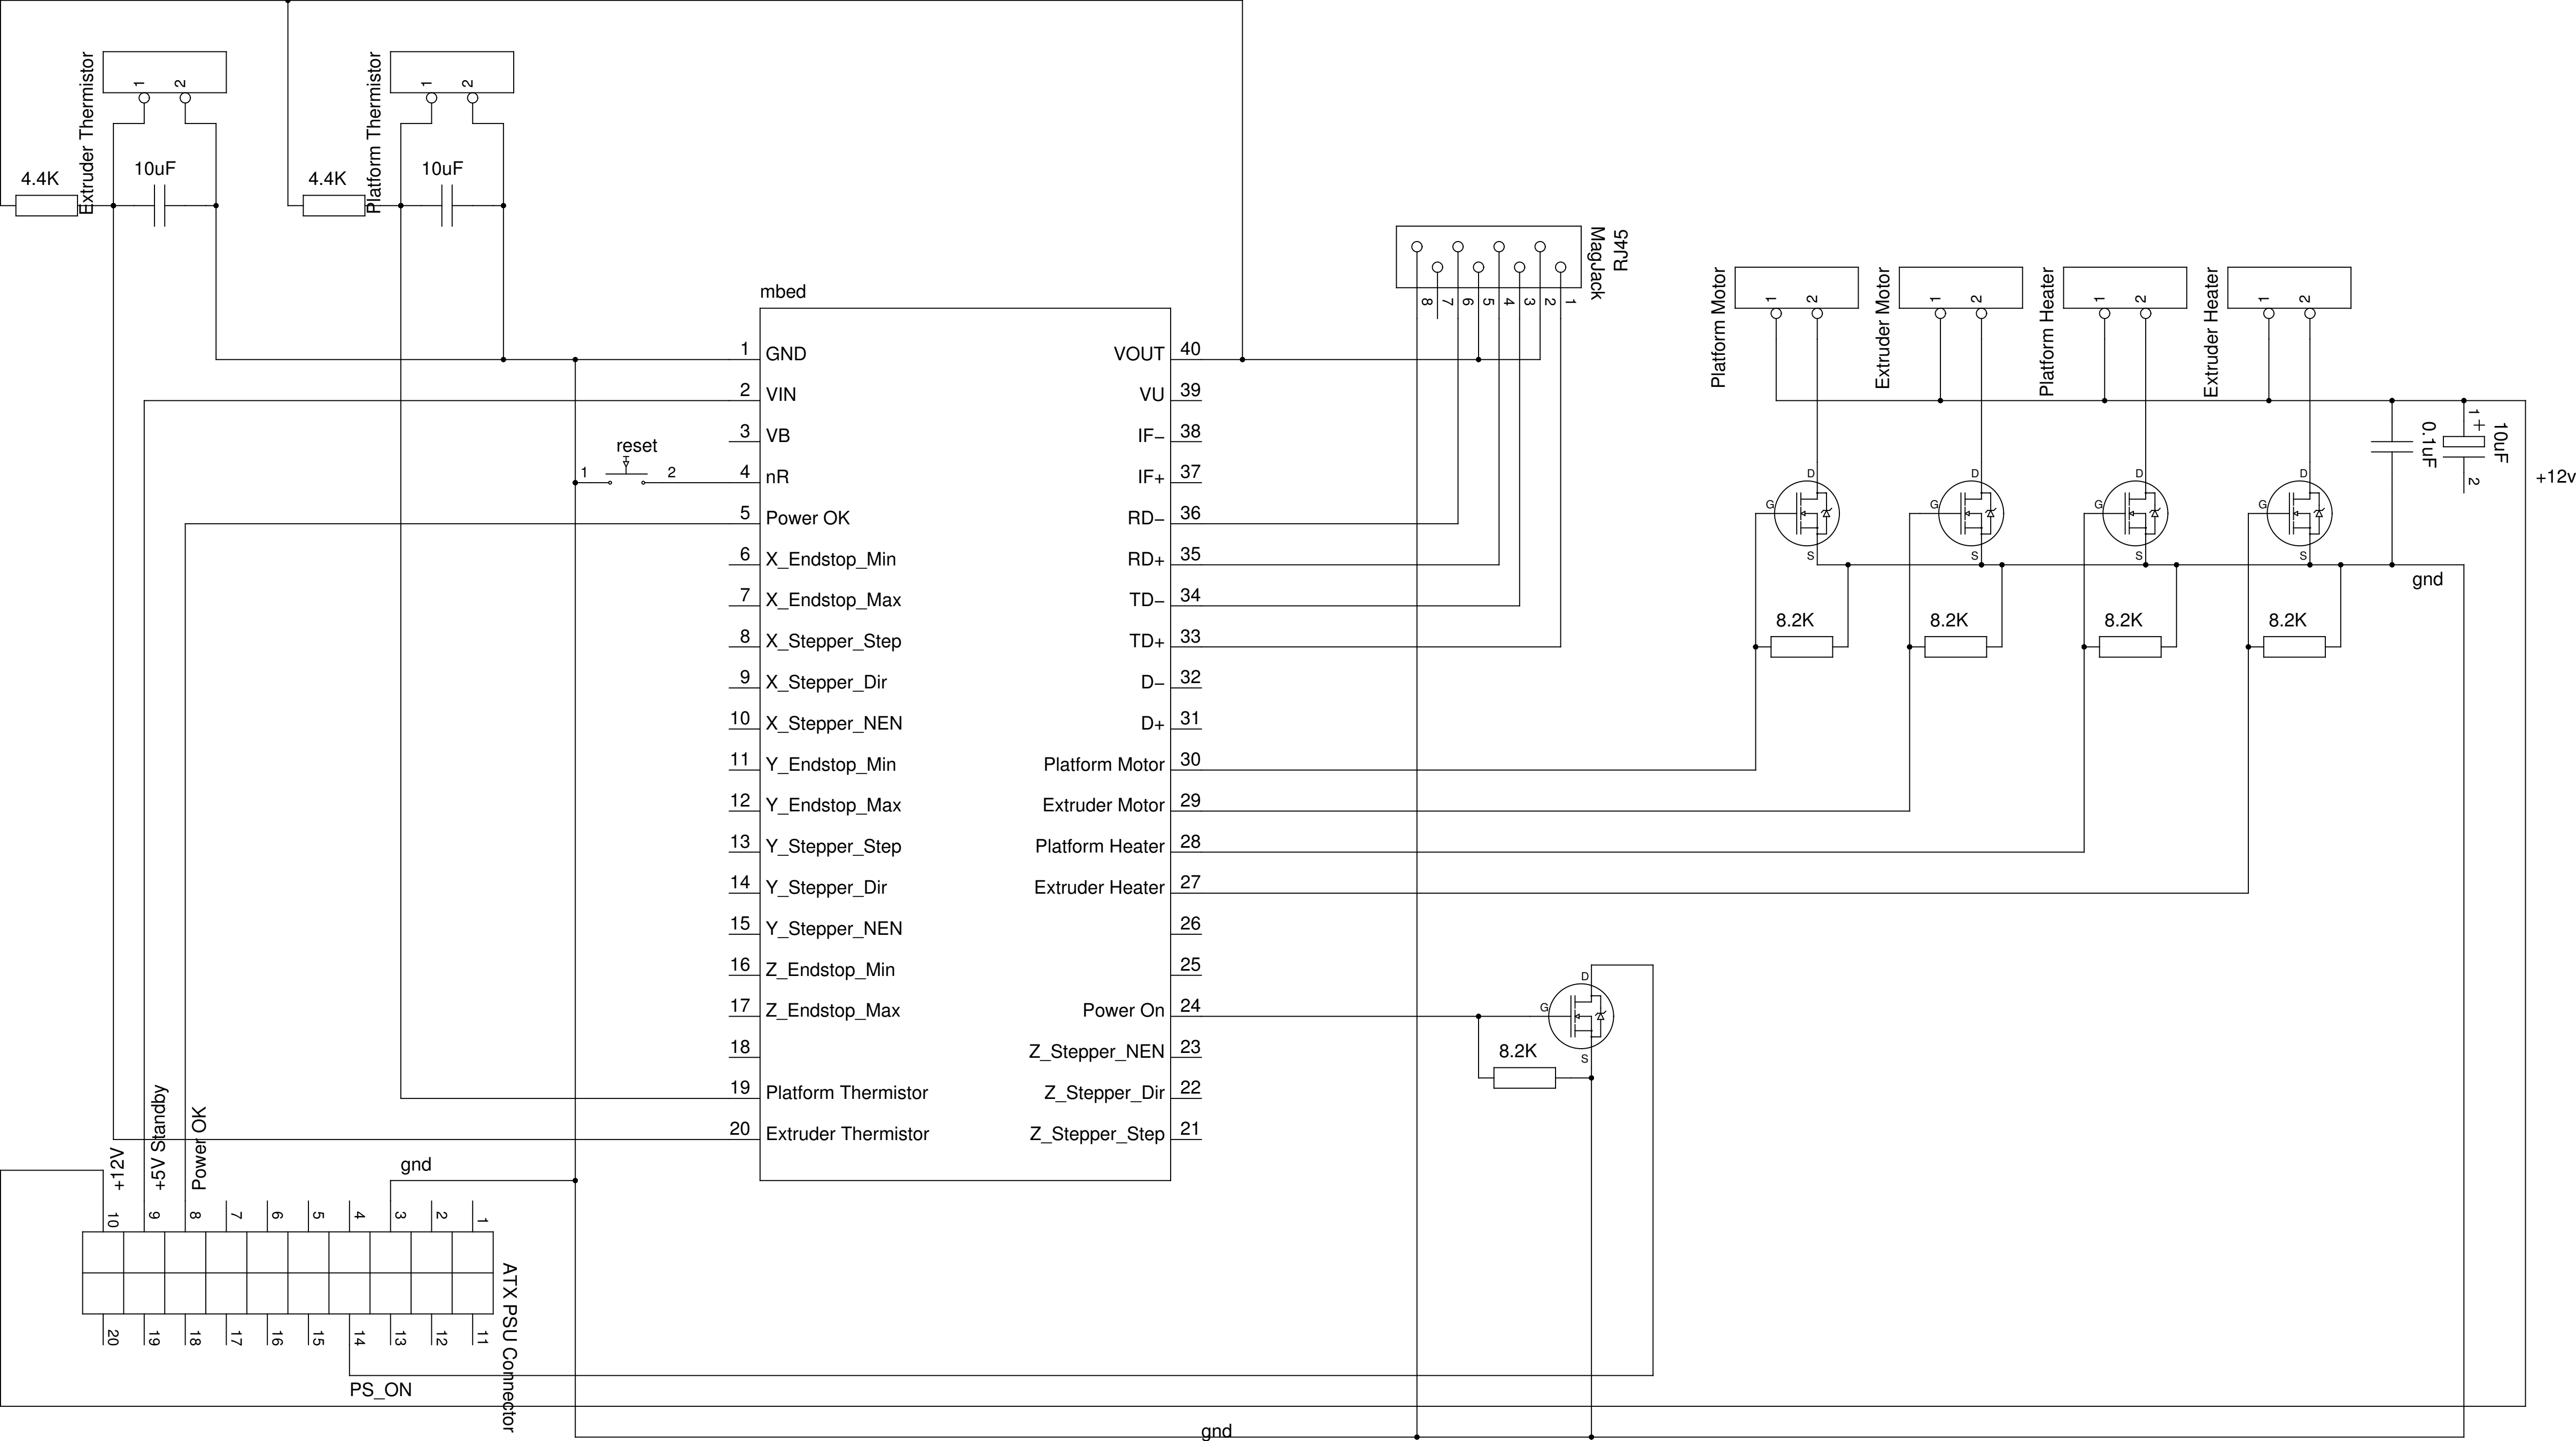 Extruder Thermistor
1
2
4.4K
10uF
Platform Thermistor
1
2
4.4K
10uF
RJ45
MagJack
8
7
6
5
4
3
2
1
Platform Motor
1
2
Extruder Motor
1
2
Platform Heater
1
2
Extruder Heater
1
2
0.1uF
1
+
2
10uF
+12v
D
G
S
D
G
S
D
G
S
D
G
S
gnd
8.2K
8.2K
8.2K
8.2K
mbed
1 GND
2 VIN
3 VB
4 nR
5 Power OK
6 X_Endstop_Min
7 X_Endstop_Max
8 X_Stepper_Step
9 X_Stepper_Dir
10 X_Stepper_NEN
11 Y_Endstop_Min
12 Y_Endstop_Max
13 Y_Stepper_Step
14 Y_Stepper_Dir
15 Y_Stepper_NEN
16 Z_Endstop_Min
17 Z_Endstop_Max
18
19 Platform Thermistor
20 Extruder Thermistor
VOUT 40
VU 39
IF− 38
IF+ 37
RD− 36
RD+ 35
TD− 34
TD+ 33
D− 32
D+ 31
Platform Motor 30
Extruder Motor 29
Platform Heater 28
Extruder Heater 27
26
25
Power On 24
Z_Stepper_NEN 23
Z_Stepper_Dir 22
Z_Stepper_Step 21
reset
1
2
D
G
S
8.2K
+12V
+5V Standby
Power OK
gnd
10
9
8
7
6
5
4
3
2
1
20
19
18
17
16
15
14
13
12
11
ATX PSU Connector
PS_ON
gnd